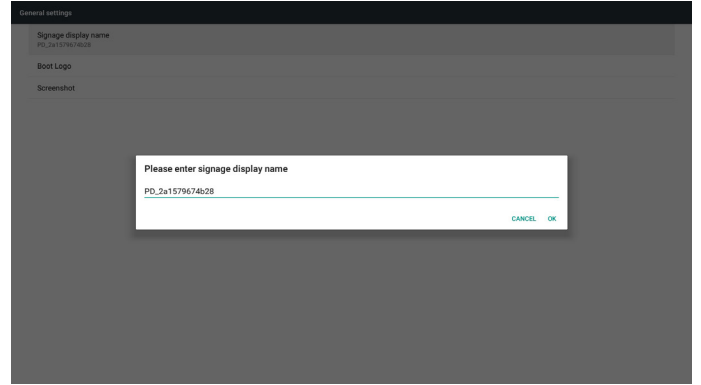 General settings
Signage display name
PD_2a1579674b28
Boot Logo
Screenshot
Please enter signage display name
PD_2a1579674b28
CANCEL OK